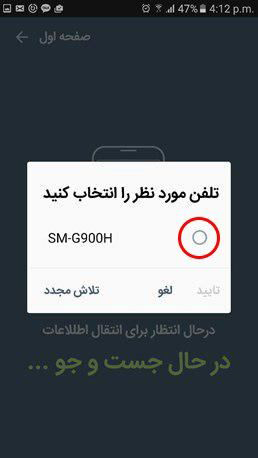 47% 4:12 p.m.
صفحه اول
تلفن مورد نظر را انتخاب کنید
SM-G900H
تایید لغو تلاش مجدد
درحال انتظار برای انتقال اطلاعات
در حال جست و جو ...